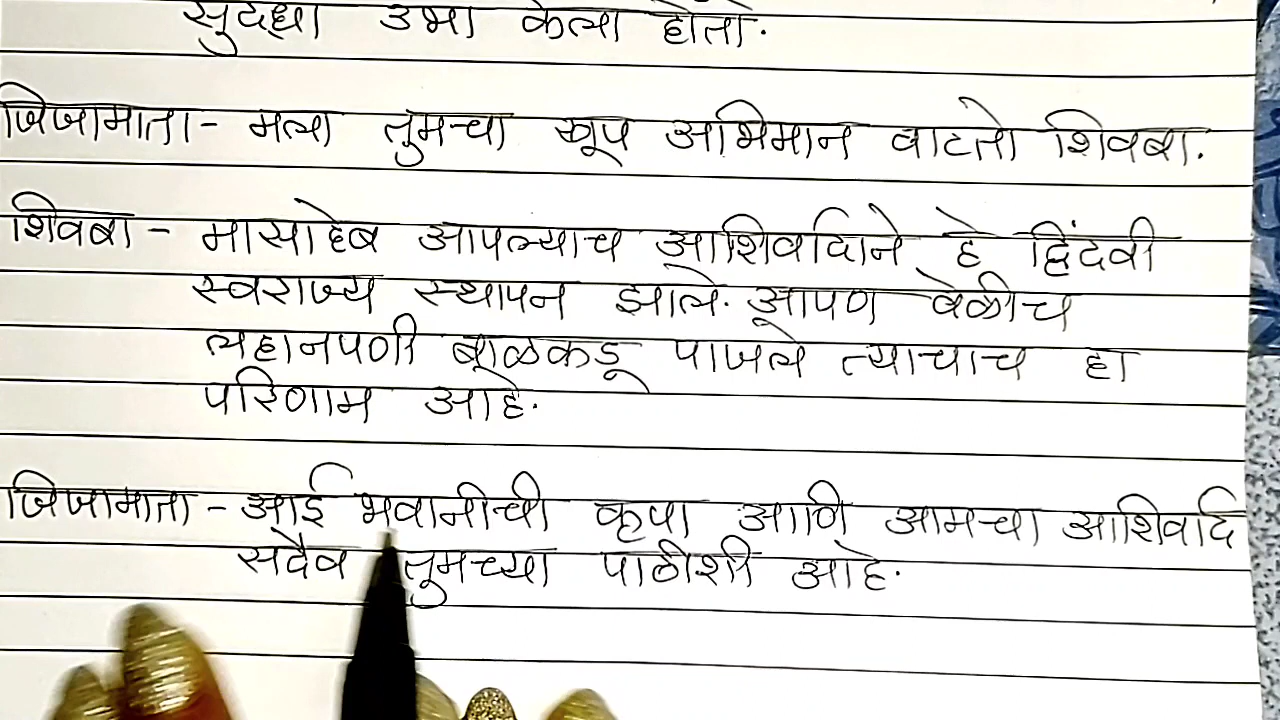 सुद्धा उभा केला होता.
जिजामाता - मला तुमचा खूप अभिमान वाटतो शिवबा.
शिवबा - मासाहेब आपल्याच आशिर्वादाने हे हिंदवी
स्वराज्य स्थापन झाले. आपण वेळीच
लहानपणी बाळकडू पाजले त्याचाच हा
परिणाम आहे.
जिजामाता - आई भवानीची कृपा आणि आमचा आशिर्वाद
सदैव तुमच्या पाठीशी आहे.